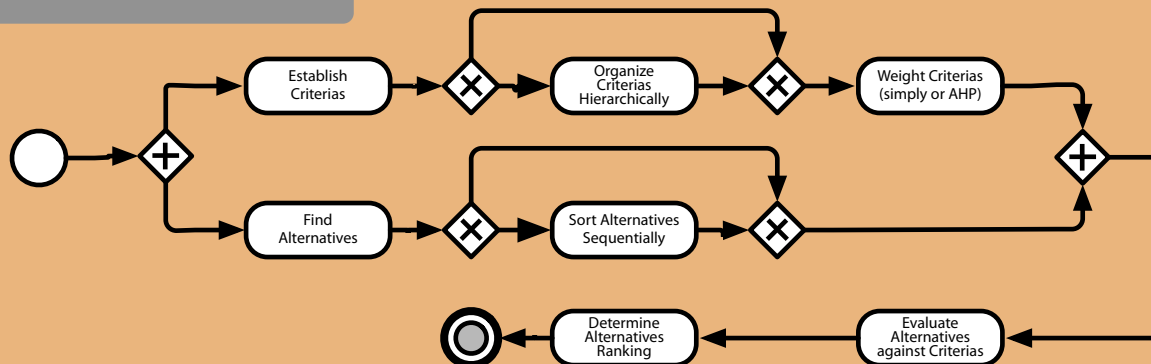 Establish
Criterias
Organize
Criterias
Hierarchically
Weight Criterias
(simply or AHP)
Find
Alternatives
Sort Alternatives
Sequentially
Determine
Alternatives
Ranking
Evaluate
Alternatives
against Criterias